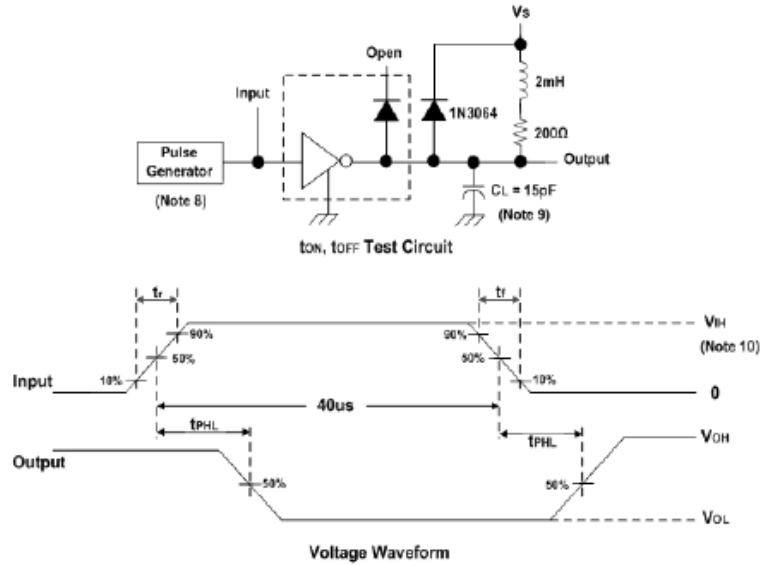 Vs
Open
Input
2mH
1N3064
200Ω
Pulse
Generator
Output
(Note 8)
CL = 15pF
(Note 9)
tON, tOFF Test Circuit
tr
tf
90%
90%
VIH
50%
50%
(Note 10)
Input
10%
10%
0
40us
tPHL
tPHL
VOH
Output
50%
50%
VOL
Voltage Waveform